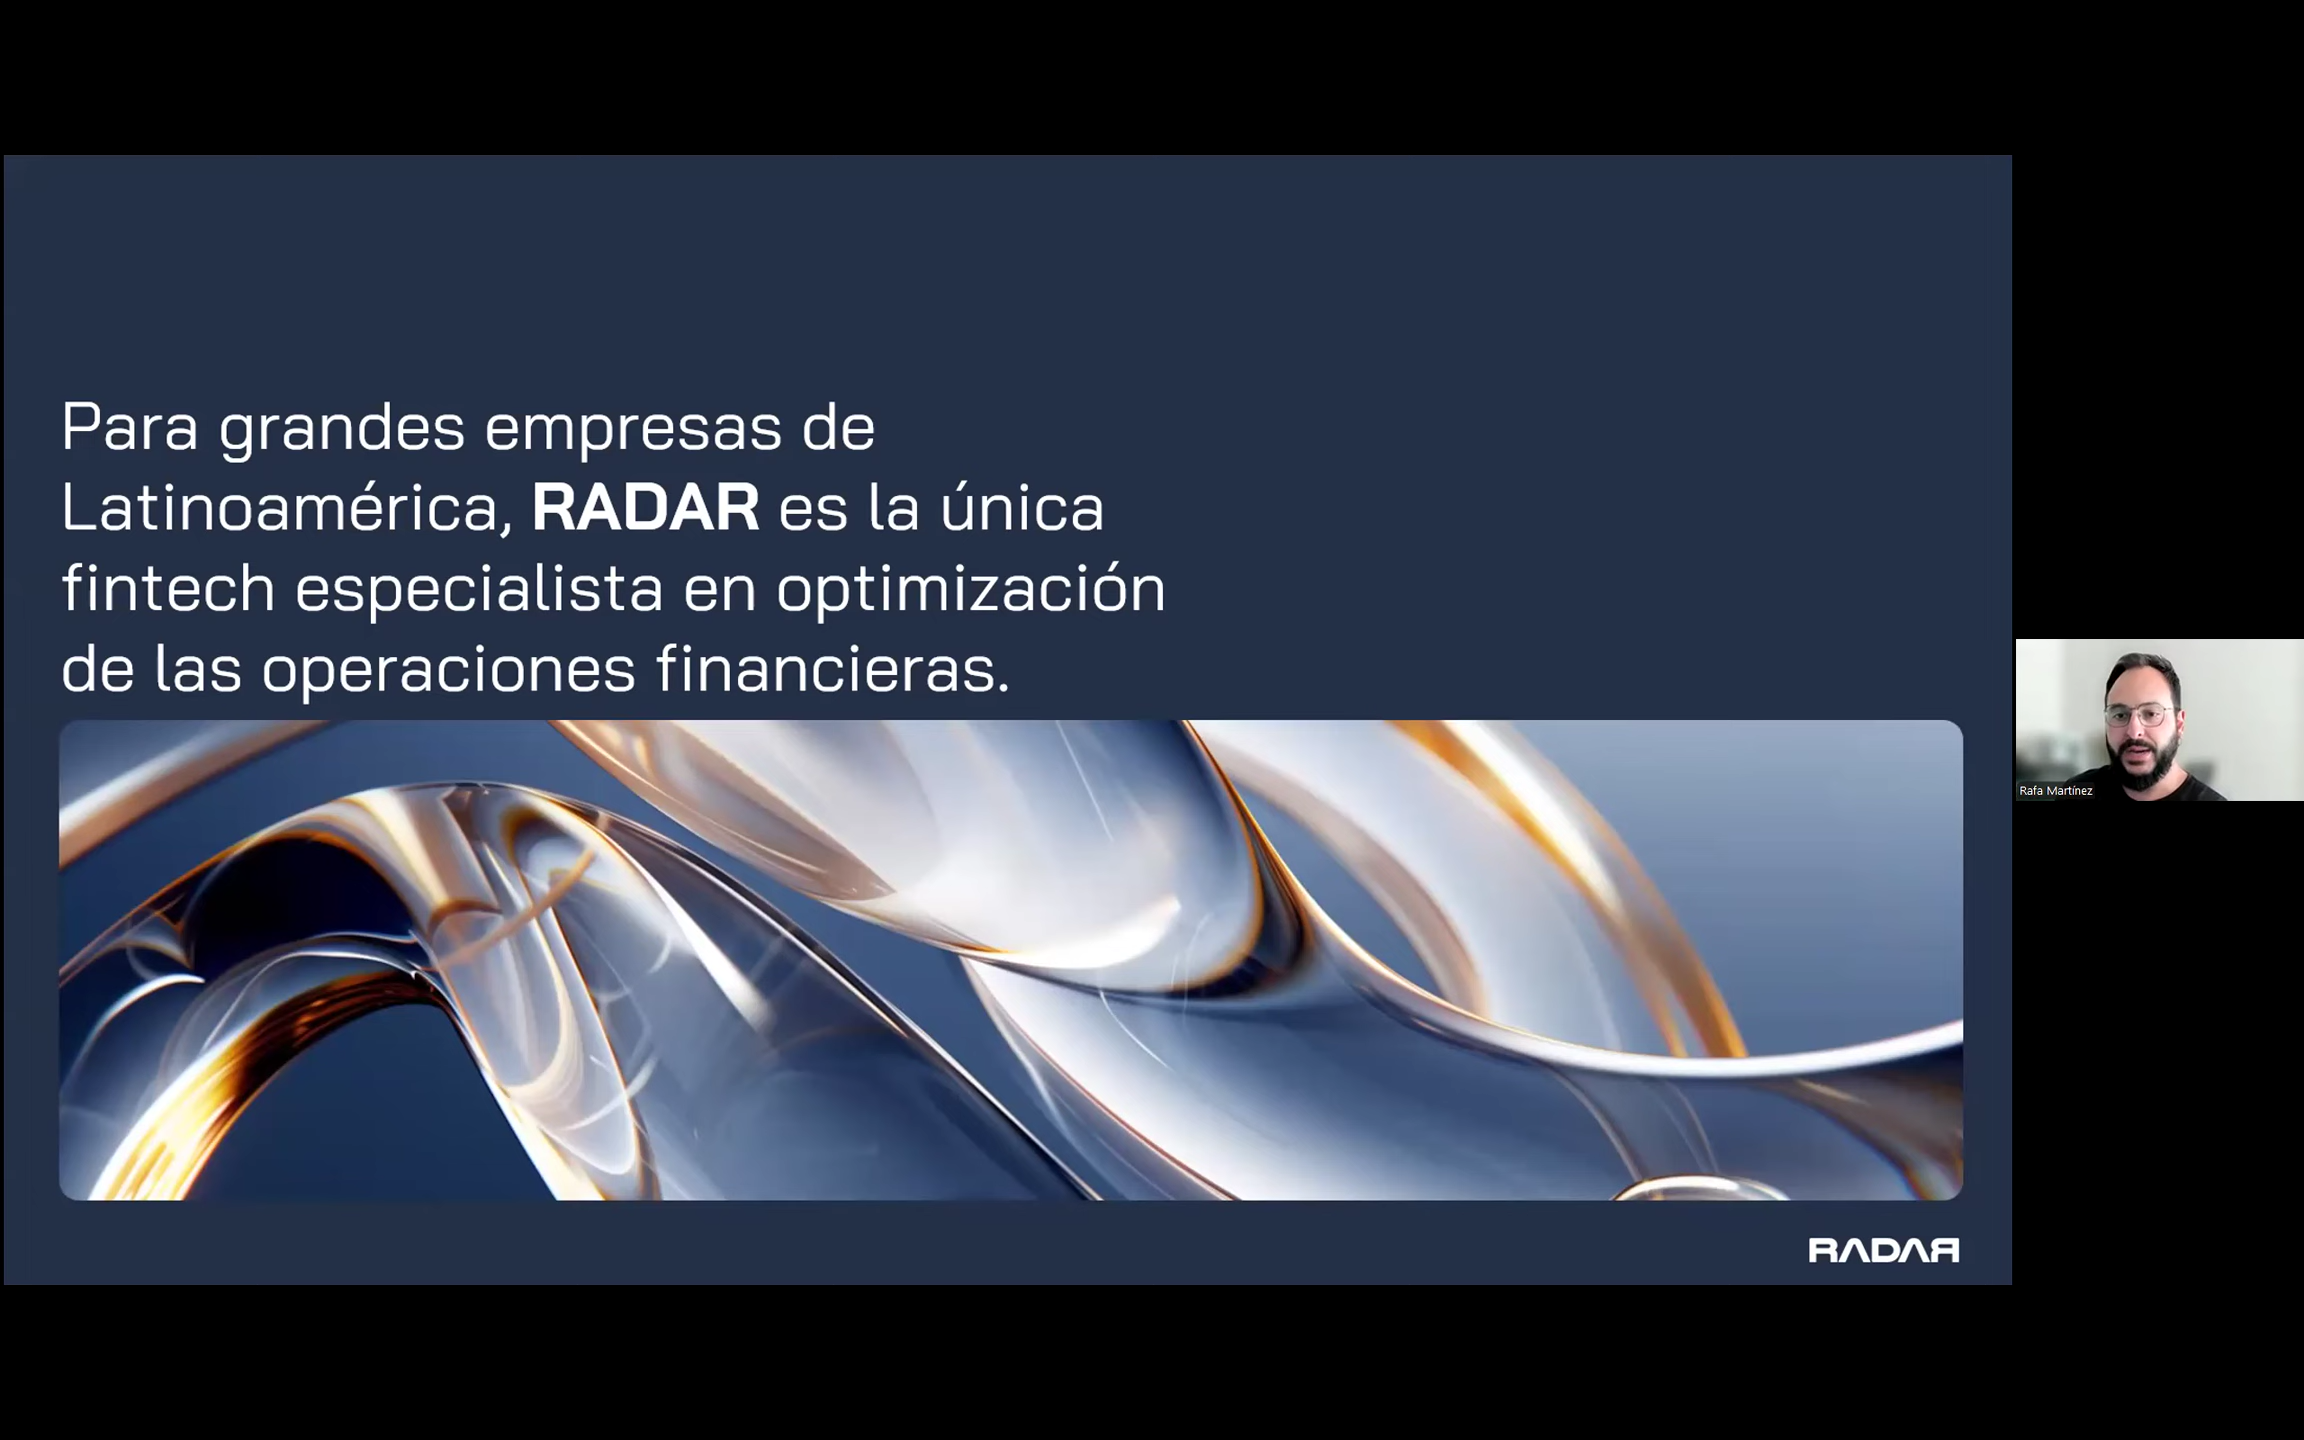 Para grandes empresas de
Latinoamérica, RADAR es la única
fintech especialista en optimización
de las operaciones financieras.
Rafa Martínez
RADAR